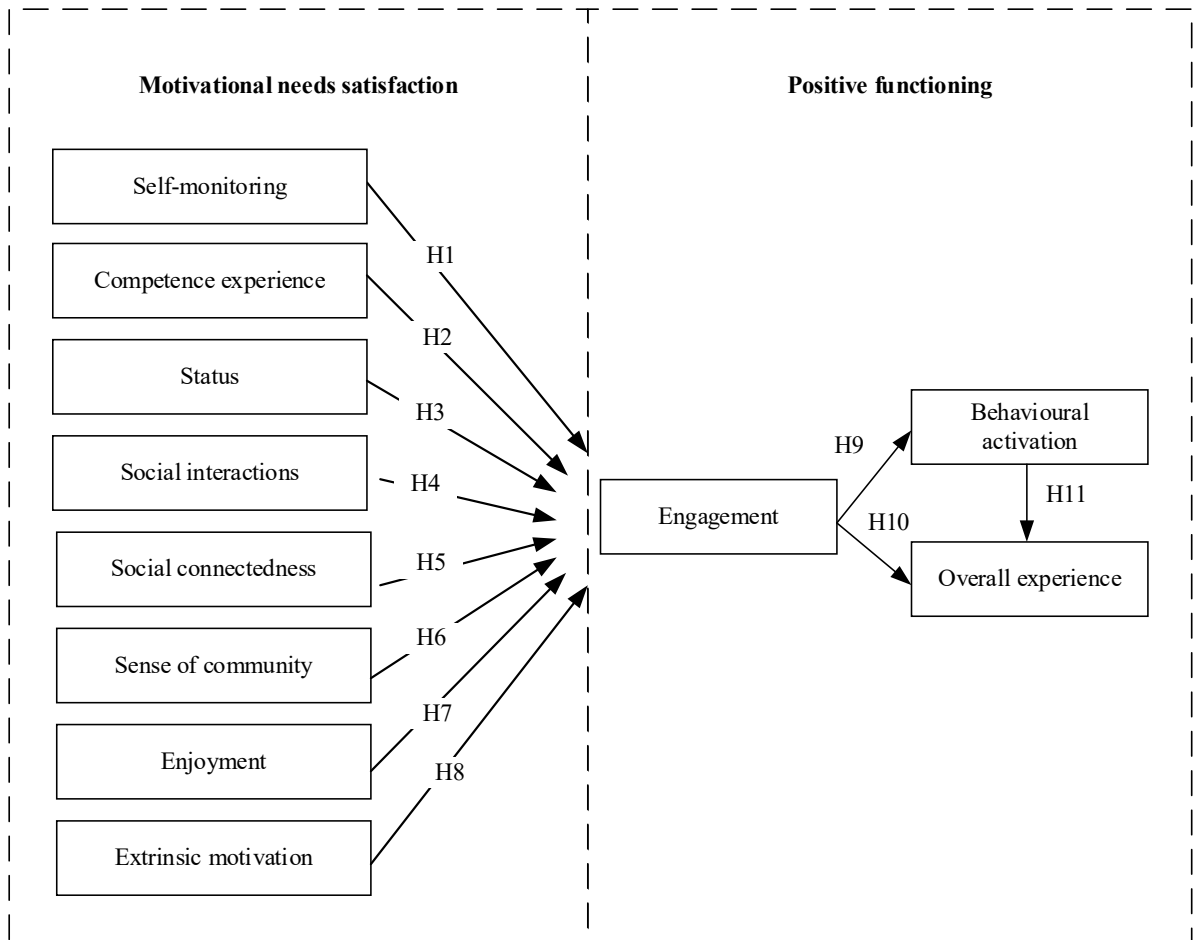 Motivational needs satisfaction
Positive functioning
Self-monitoring
H1
Competence experience
H2
Status
H3
Social interactions
H4
Social connectedness
H5
Sense of community
H6
Enjoyment
H7
Extrinsic motivation
H8
Engagement
H9
Behavioural
activation
H10
H11
Overall experience